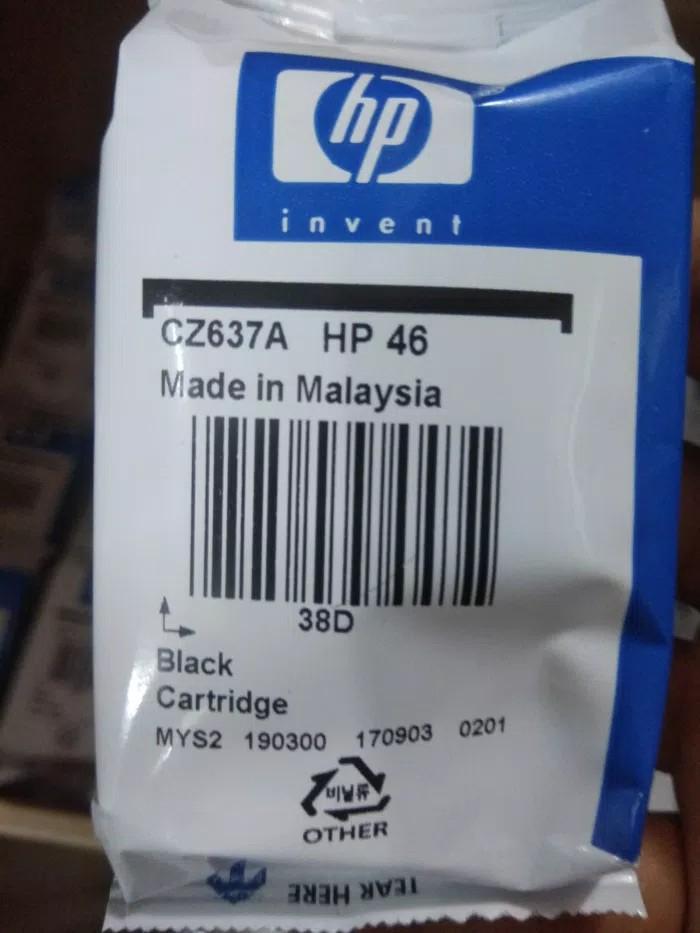 hp
invent
CZ637A HP 46
Made in Malaysia
38D
Black
Cartridge
MYS2 190300 170903 0201
비닐류
OTHER
TEAR HERE